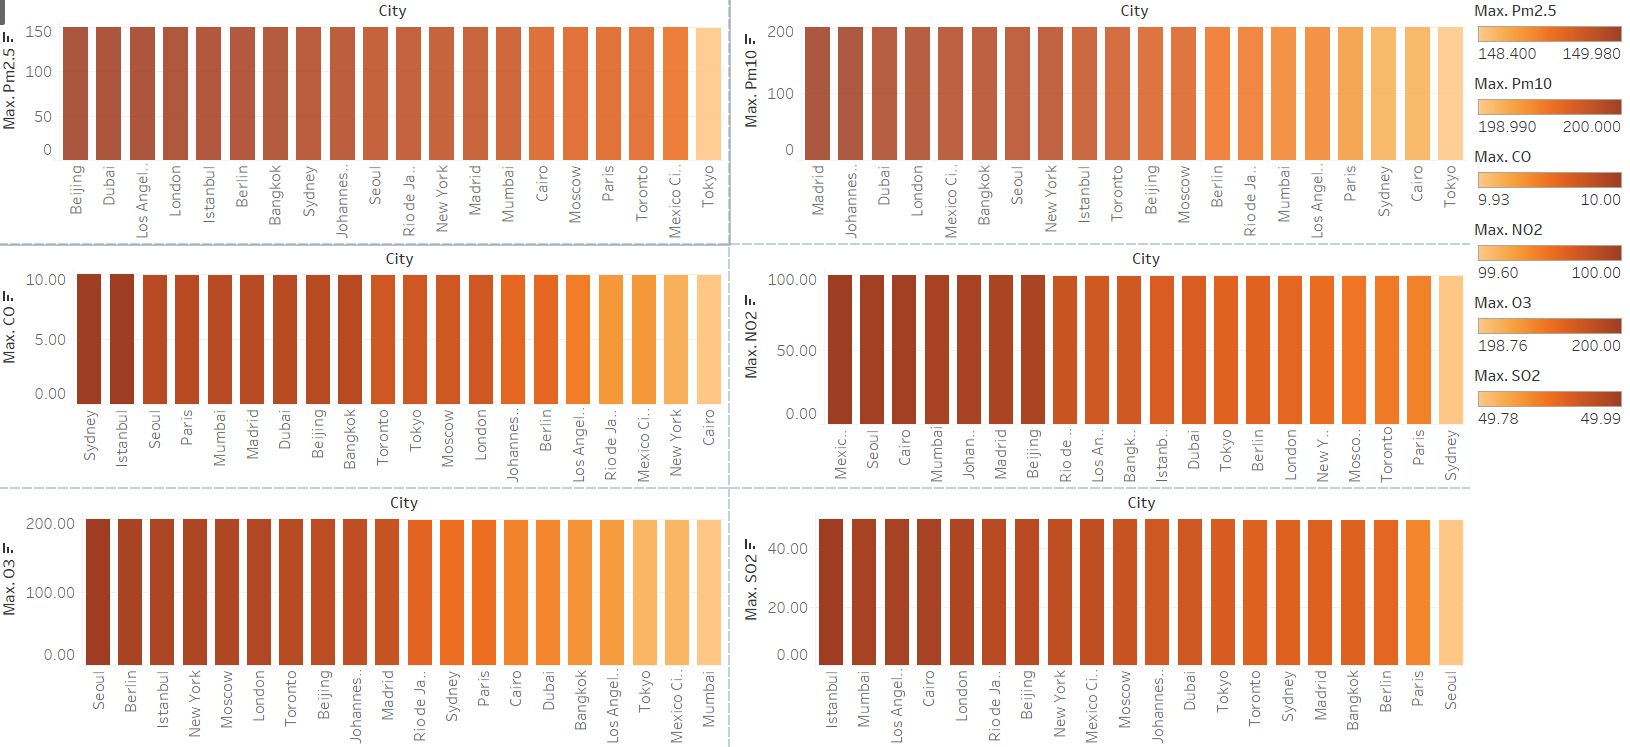 City
Max. Pm2.5
150
100
50
0
Beijing
Dubai
Los Angel..
London
Istanbul
Berlin
Bangkok
Sydney
Johannes..
Seoul
Rio de Ja..
New York
Madrid
Mumbai
Cairo
Moscow
Paris
Toronto
Mexico Ci..
Tokyo
City
Max. Pm10
200
100
0
Madrid
Johannes..
Dubai
London
Mexico Ci..
Bangkok
Seoul
New York
Istanbul
Toronto
Beijing
Moscow
Berlin
Rio de Ja..
Mumbai
Los Angel..
Paris
Sydney
Cairo
Tokyo
City
Max. CO
10.00
5.00
0.00
Sydney
Istanbul
Seoul
Paris
Mumbai
Madrid
Dubai
Beijing
Bangkok
Toronto
Tokyo
Moscow
London
Johannes..
Berlin
Los Angel..
Rio de Ja..
Mexico Ci..
New York
Cairo
City
Max. NO2
100.00
50.00
0.00
Mexic..
Seoul
Cairo
Mumbai
Johan..
Madrid
Beijing
Rio de ..
Los An..
Bangk..
Istanb..
Dubai
Tokyo
Berlin
London
New Y..
Mosco..
Toronto
Paris
Sydney
City
Max. O3
200.00
100.00
0.00
Seoul
Berlin
Istanbul
New York
Moscow
London
Toronto
Beijing
Johannes..
Madrid
Rio de Ja..
Sydney
Paris
Cairo
Dubai
Bangkok
Los Angel..
Tokyo
Mexico Ci..
Mumbai
City
Max. SO2
40.00
20.00
0.00
Istanbul
Mumbai
Los Angel..
Cairo
London
Rio de Ja..
Beijing
New York
Mexico Ci..
Moscow
Johannes..
Dubai
Tokyo
Toronto
Sydney
Madrid
Bangkok
Berlin
Paris
Seoul
Max. Pm2.5
148.400 149.980
Max. Pm10
198.990 200.000
Max. CO
9.93 10.00
Max. NO2
99.60 100.00
Max. O3
198.76 200.00
Max. SO2
49.78 49.99